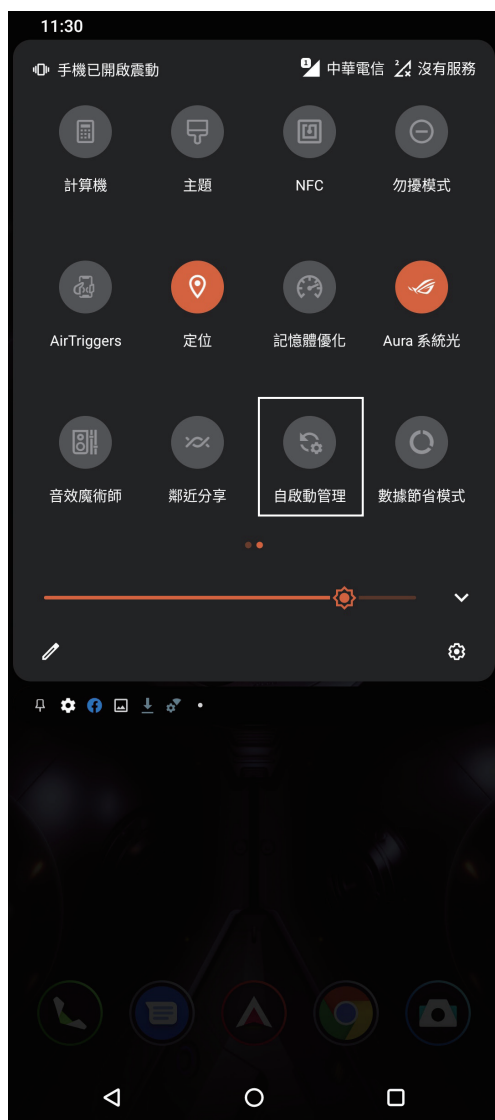 11:30
手機已開啟震動 1 中華電信 2 沒有服務
計算機 主題 NFC 勿擾模式
AirTriggers 定位 記憶體優化 Aura 系統光
音效魔術師 鄰近分享 自啟動管理 數據節省模式